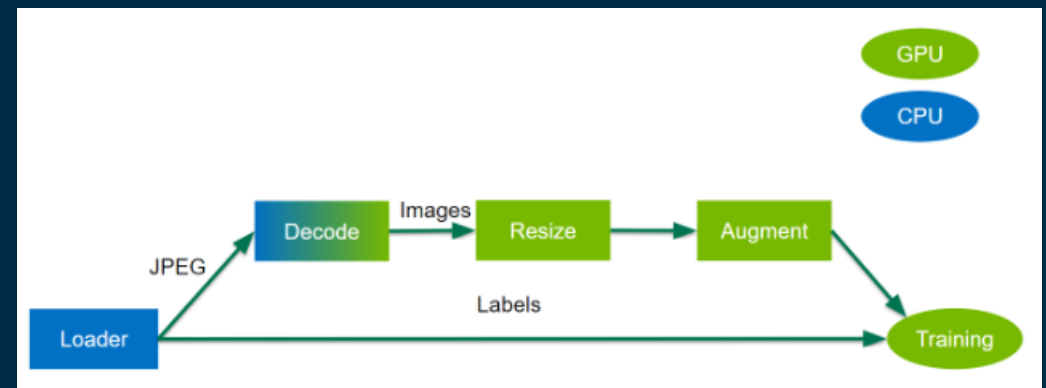 GPU
CPU
Images
Decode
Resize
Augment
JPEG
Labels
Loader
Training